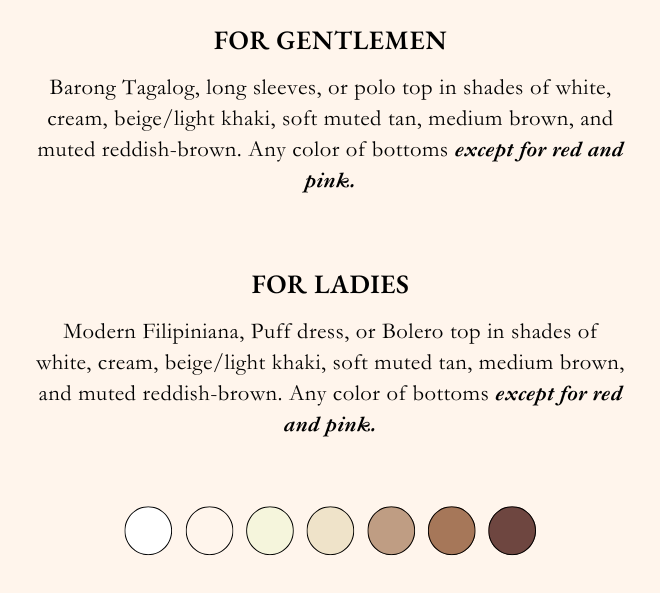 FOR GENTLEMEN
Barong Tagalog, long sleeves, or polo top in shades of white,
cream, beige/light khaki, soft muted tan, medium brown, and
muted reddish-brown. Any color of bottoms except for red and
pink.
FOR LADIES
Modern Filipiniana, Puff dress, or Bolero top in shades of
white, cream, beige/light khaki, soft muted tan, medium brown,
and muted reddish-brown. Any color of bottoms except for red
and pink.